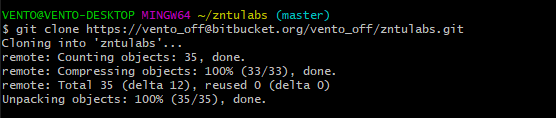 VENTO@VENTO-DESKTOP MINGW64 ~/zntulabs (master)
$ git clone https://vento_off@bitbucket.org/vento_off/zntulabs.git
Cloning into 'zntulabs'...
remote: Counting objects: 35, done.
remote: Compressing objects: 100% (33/33), done.
remote: Total 35 (delta 12), reused 0 (delta 0)
Unpacking objects: 100% (35/35), done.